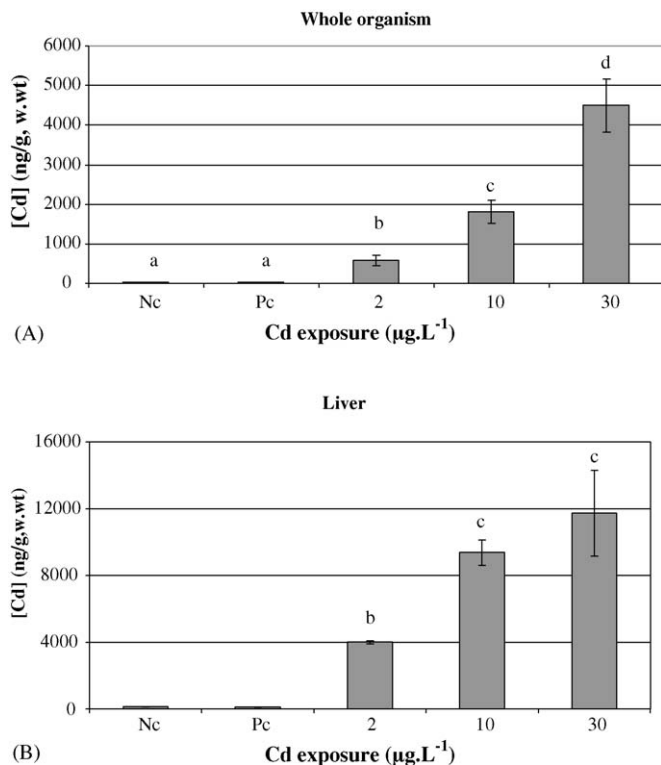 Whole organism
6000
5000
4000
3000
2000
1000
0
[Cd] (ng/g, w.wt)
a a b c d
Nc Pc 2 10 30
(A) Cd exposure (µg.L⁻¹)
Liver
16000
12000
8000
4000
0
[Cd] (ng/g,w.wt)
b c c
Nc Pc 2 10 30
(B) Cd exposure (µg.L⁻¹)